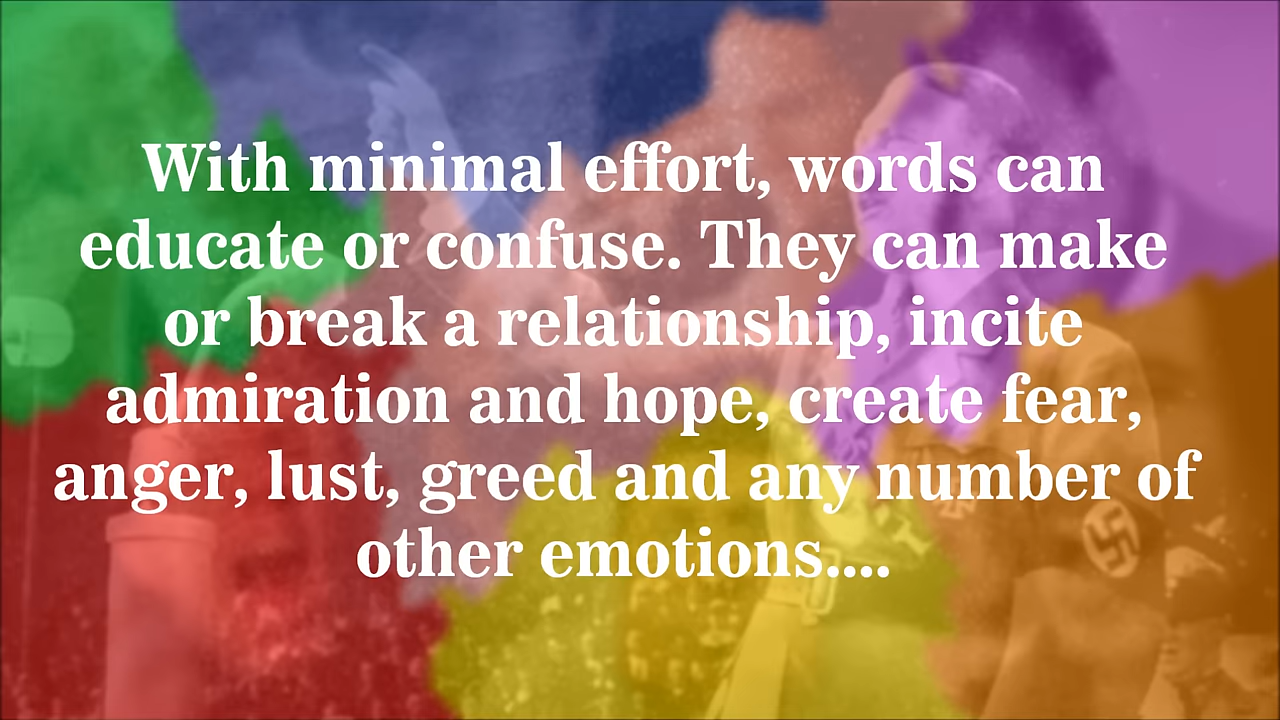 With minimal effort, words can
educate or confuse. They can make
or break a relationship, incite
admiration and hope, create fear,
anger, lust, greed and any number of
other emotions....